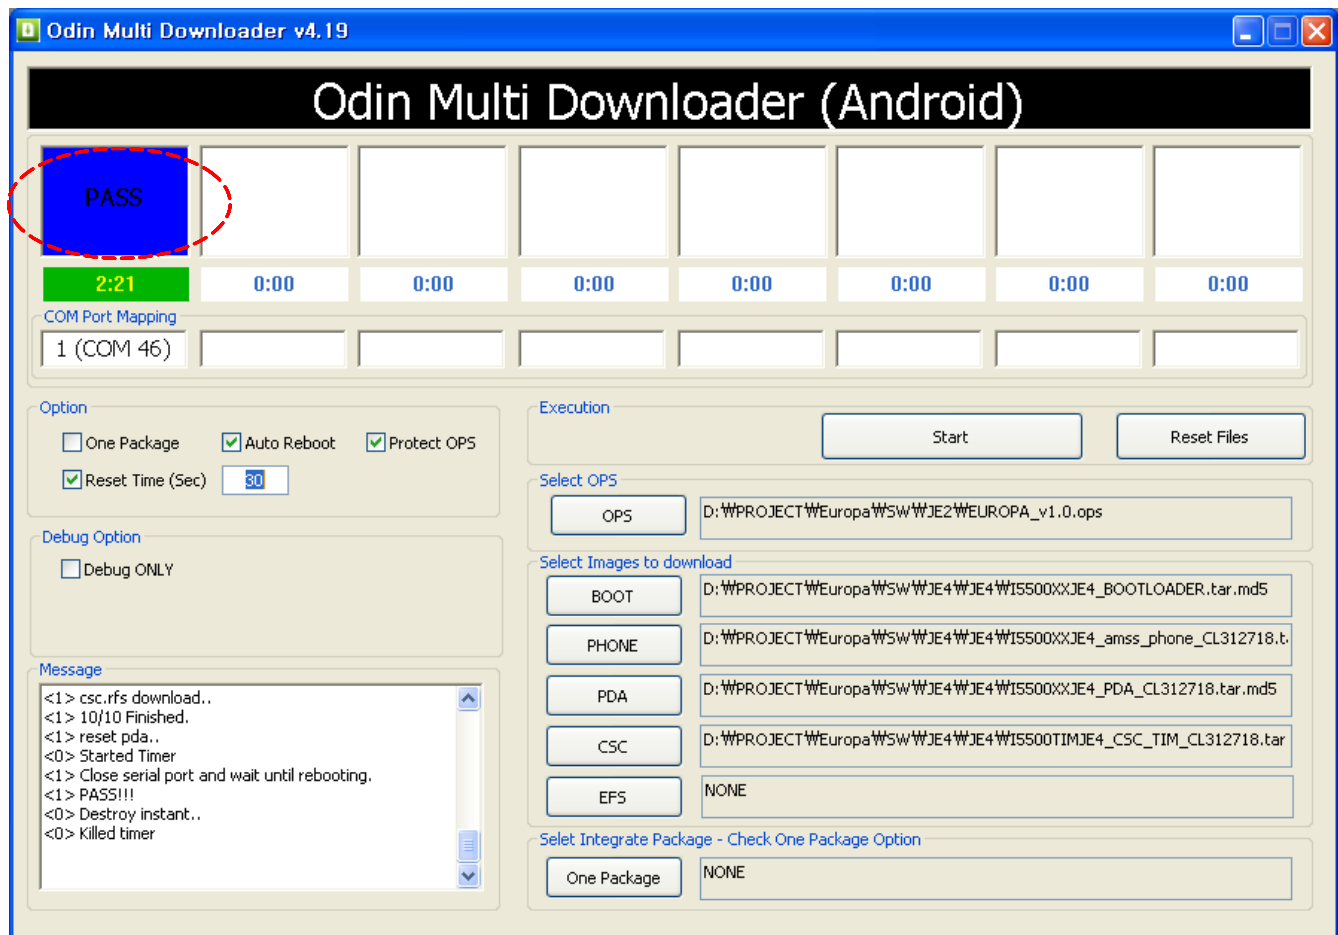 Odin Multi Downloader v4.19
Odin Multi Downloader (Android)
PASS
2:21 0:00 0:00 0:00 0:00 0:00 0:00 0:00
COM Port Mapping
1 (COM 46)
Option
One Package Auto Reboot Protect OPS
Reset Time (Sec) 30
Debug Option
Debug ONLY
Message
<1> csc.rfs download..
<1> 10/10 Finished.
<1> reset pda..
<0> Started Timer
<1> Close serial port and wait until rebooting.
<1> PASS!!!
<0> Destroy instant..
<0> Killed timer
Execution
Start Reset Files
Select OPS
OPS D:₩PROJECT₩Europa₩SW₩JE2₩EUROPA_v1.0.ops
Select Images to download
BOOT D:₩PROJECT₩Europa₩SW₩JE4₩JE4₩I5500XXJE4_BOOTLOADER.tar.md5
PHONE D:₩PROJECT₩Europa₩SW₩JE4₩JE4₩I5500XXJE4_amss_phone_CL312718.t
PDA D:₩PROJECT₩Europa₩SW₩JE4₩JE4₩I5500XXJE4_PDA_CL312718.tar.md5
CSC D:₩PROJECT₩Europa₩SW₩JE4₩JE4₩I5500TIMJE4_CSC_TIM_CL312718.tar
EFS NONE
Selet Integrate Package - Check One Package Option
One Package NONE